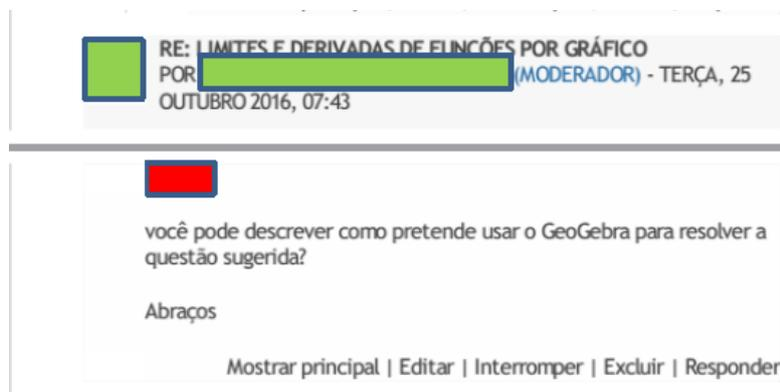 RE: LIMITES E DERIVADAS DE FUNÇÕES POR GRÁFICO
POR (MODERADOR) - TERÇA, 25
OUTUBRO 2016, 07:43
você pode descrever como pretende usar o GeoGebra para resolver a
questão sugerida?
Abraços
Mostrar principal | Editar | Interromper | Excluir | Responder